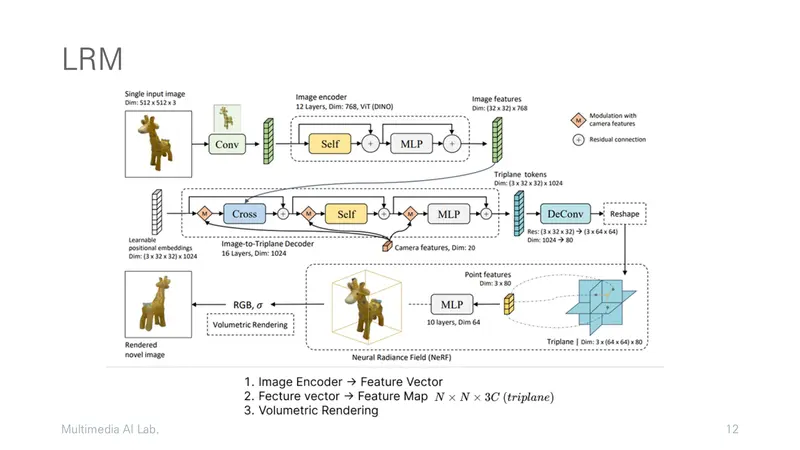 LRM
Single input image
Dim: 512 x 512 x 3
Conv
Image encoder
12 Layers, Dim: 768, ViT (DINO)
Self
+
MLP
+
Image features
Dim: (32 x 32) x 768
M
Modulation with
camera features
+
Residual connection
Learnable
positional embeddings
Dim: (3 x 32 x 32) x 1024
M
Cross
+
M
Self
+
M
MLP
+
Image-to-Triplane Decoder
16 Layers, Dim: 1024
Camera features, Dim: 20
Triplane tokens
Dim: (3 x 32 x 32) x 1024
DeConv
Reshape
Res: (3 x 32 x 32) → (3 x 64 x 64)
Dim: 1024 → 80
Rendered
novel image
RGB, σ
Volumetric Rendering
MLP
10 layers, Dim 64
Point features
Dim: 3 x 80
Triplane | Dim: 3 x (64 x 64) x 80
Neural Radiance Field (NeRF)
1. Image Encoder → Feature Vector
2. Fecture vector → Feature Map N × N × 3C (triplane)
3. Volumetric Rendering
Multimedia AI Lab.
12